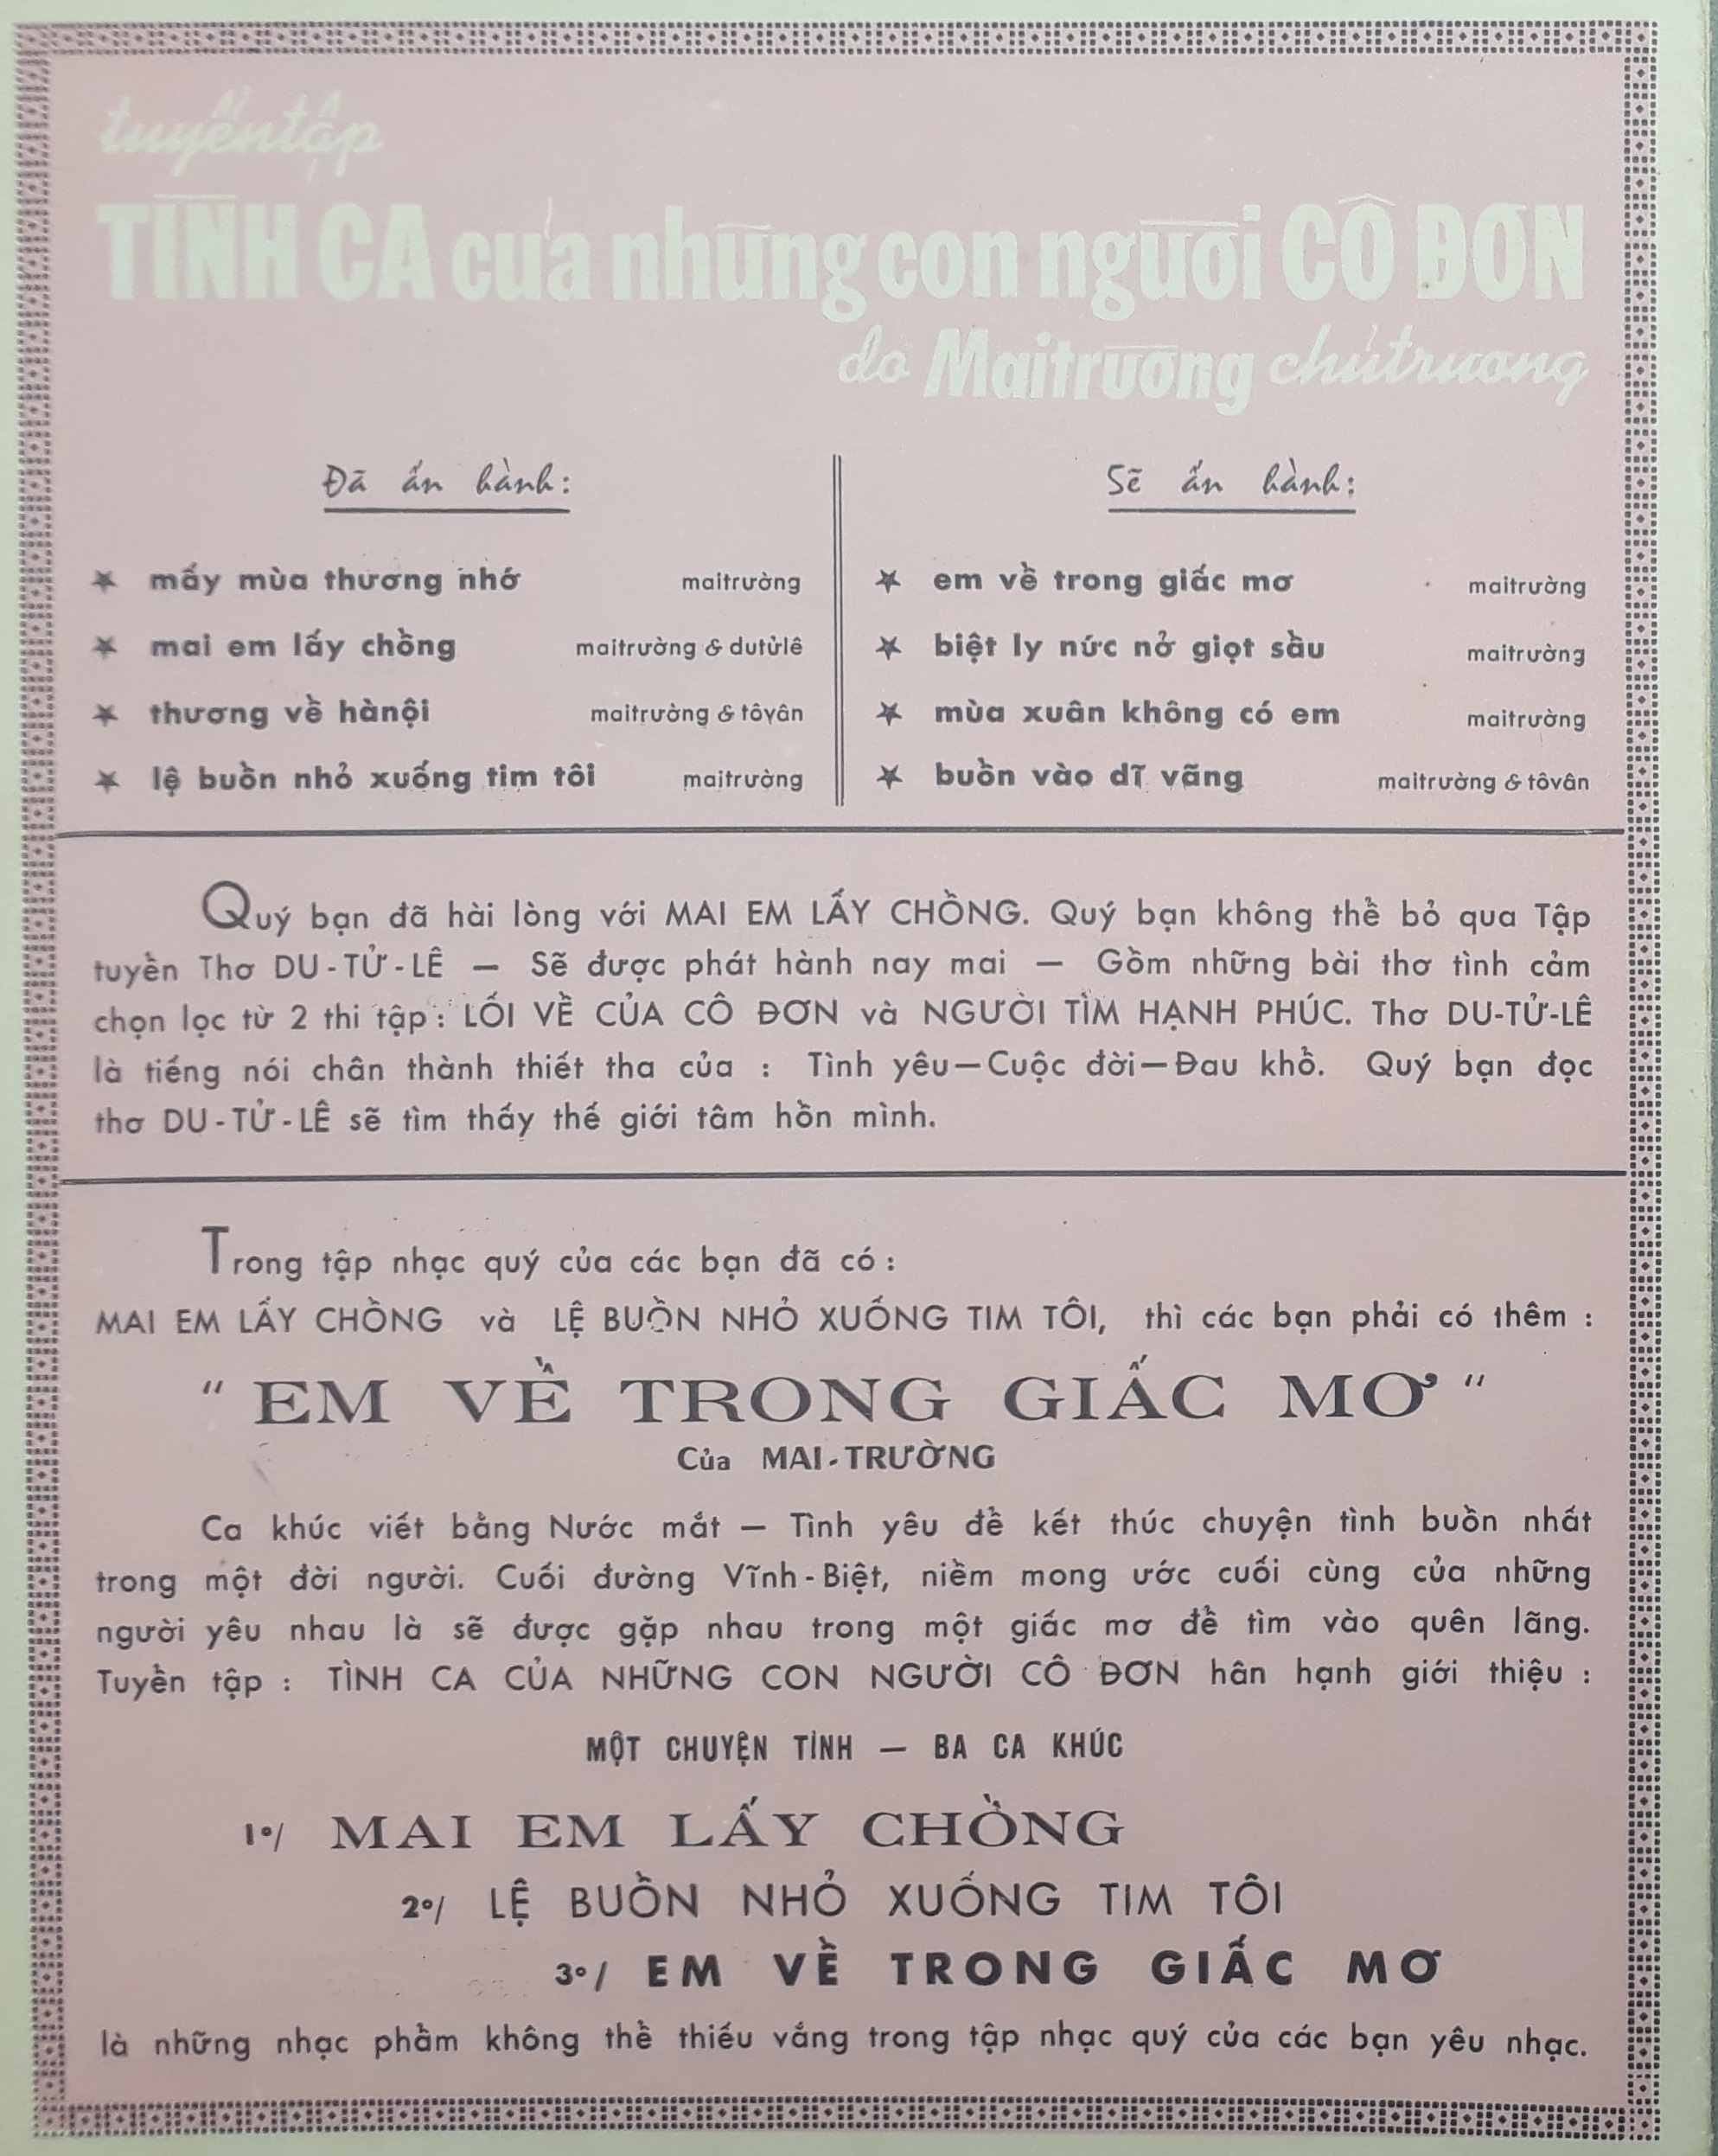 tuyển tập
TÌNH CA của những con người CÔ ĐƠN
do Maitrường chủ trương
Đã ấn hành:
✶ mấy mùa thương nhớ maitrường
✶ mai em lấy chồng maitrường & dutửlê
✶ thương về hànội maitrường & tôvân
✶ lệ buồn nhỏ xuống tim tôi maitrường
Sẽ ấn hành:
✶ em về trong giấc mơ maitrường
✶ biệt ly nức nở giọt sầu maitrường
✶ mùa xuân không có em maitrường
✶ buồn vào dĩ vãng maitrường & tôvân
Quý bạn đã hài lòng với MAI EM LẤY CHỒNG. Quý bạn không thể bỏ qua Tập
tuyển Thơ DU-TỬ-LÊ — Sẽ được phát hành nay mai — Gồm những bài thơ tình cảm
chọn lọc từ 2 thi tập : LỐI VỀ CỦA CÔ ĐƠN và NGƯỜI TÌM HẠNH PHÚC. Thơ DU-TỬ-LÊ
là tiếng nói chân thành thiết tha của : Tình yêu—Cuộc đời—Đau khổ. Quý bạn đọc
thơ DU-TỬ-LÊ sẽ tìm thấy thế giới tâm hồn mình.
Trong tập nhạc quý của các bạn đã có :
MAI EM LẤY CHỒNG và LỆ BUỒN NHỎ XUỐNG TIM TÔI, thì các bạn phải có thêm :
" EM VỀ TRONG GIẤC MƠ "
Của MAI-TRƯỜNG
Ca khúc viết bằng Nước mắt — Tình yêu để kết thúc chuyện tình buồn nhất
trong một đời người. Cuối đường Vĩnh-Biệt, niềm mong ước cuối cùng của những
người yêu nhau là sẽ được gặp nhau trong một giấc mơ để tìm vào quên lãng.
Tuyển tập : TÌNH CA CỦA NHỮNG CON NGƯỜI CÔ ĐƠN hân hạnh giới thiệu :
MỘT CHUYỆN TÌNH — BA CA KHÚC
1º/ MAI EM LẤY CHỒNG
2º/ LỆ BUỒN NHỎ XUỐNG TIM TÔI
3º/ EM VỀ TRONG GIẤC MƠ
là những nhạc phẩm không thể thiếu vắng trong tập nhạc quý của các bạn yêu nhạc.